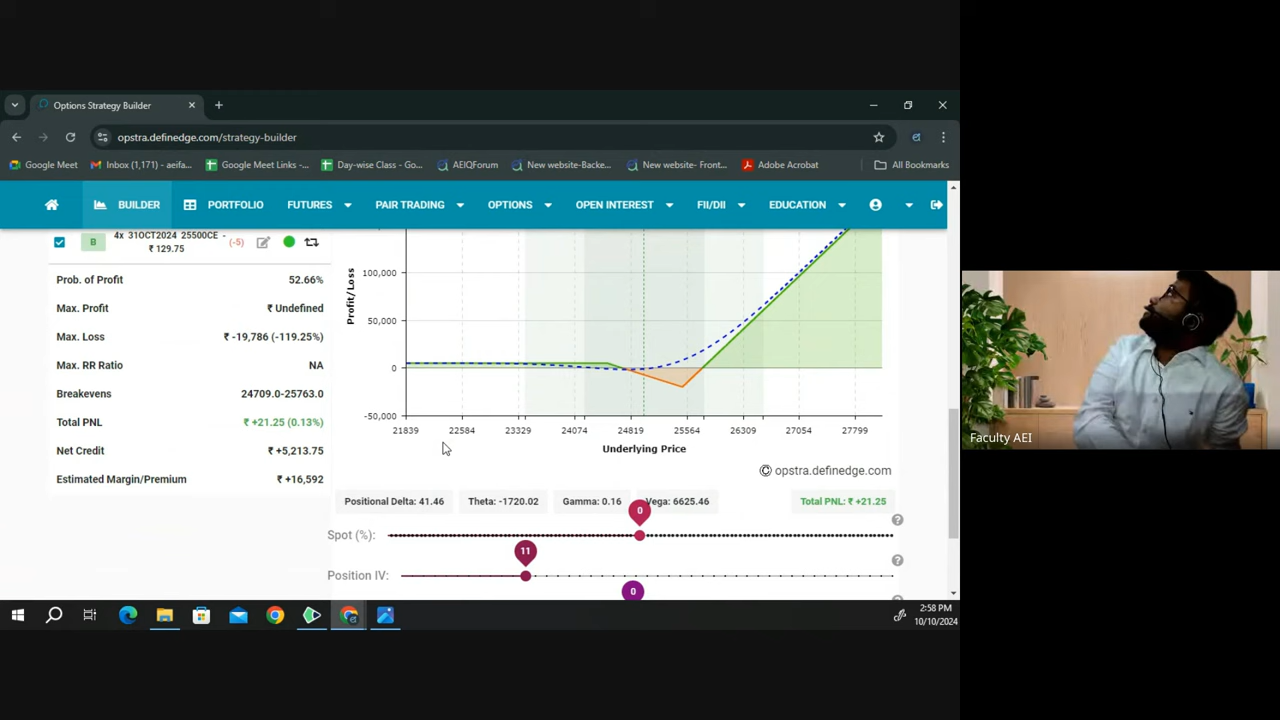 Options Strategy Builder
opstra.definedge.com/strategy-builder
Google Meet
Inbox (1,171) - aeifa...
Google Meet Links -...
Day-wise Class - Go...
AEIQForum
New website-Backe...
New website- Front...
Adobe Acrobat
All Bookmarks
BUILDER
PORTFOLIO
FUTURES
PAIR TRADING
OPTIONS
OPEN INTEREST
FII/DII
EDUCATION
B
4x 31OCT2024 25500CE -
₹ 129.75
(-5)
Prob. of Profit 52.66%
Max. Profit ₹ Undefined
Max. Loss ₹ -19,786 (-119.25%)
Max. RR Ratio NA
Breakevens 24709.0-25763.0
Total PNL ₹ +21.25 (0.13%)
Net Credit ₹ +5,213.75
Estimated Margin/Premium ₹ +16,592
Profit/Loss
100,000
50,000
0
-50,000
21839 22584 23329 24074 24819 25564 26309 27054 27799
Underlying Price
© opstra.definedge.com
Positional Delta: 41.46
Theta: -1720.02
Gamma: 0.16
Vega: 6625.46
Total PNL: ₹ +21.25
0
Spot (%):
?
11
Position IV:
?
0
Faculty AEI
2:58 PM
10/10/2024